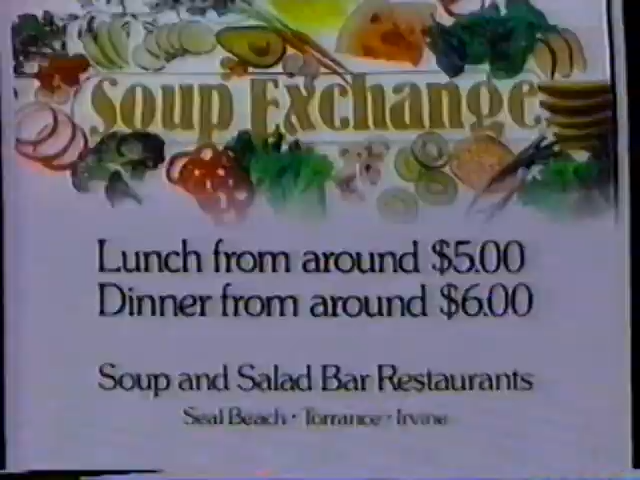 Soup Exchange
Lunch from around $5.00
Dinner from around $6.00
Soup and Salad Bar Restaurants
Seal Beach · Torrance · Irvine